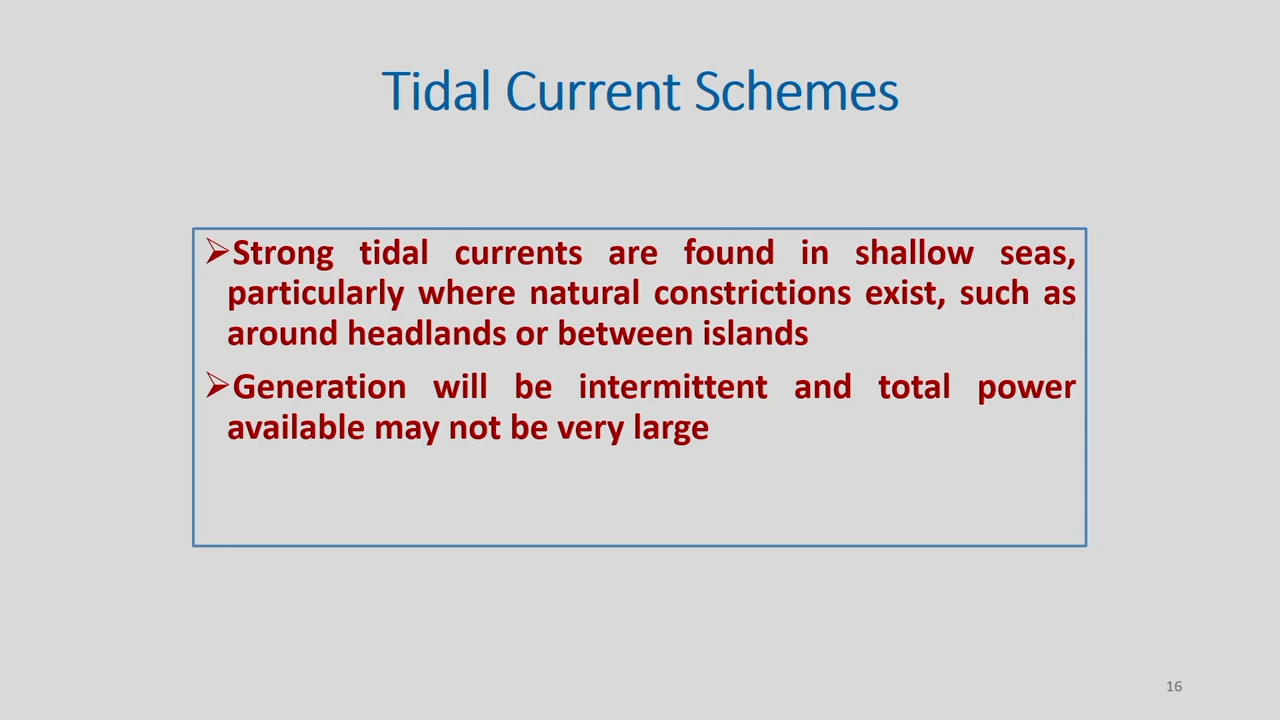 Tidal Current Schemes
➢Strong tidal currents are found in shallow seas,
particularly where natural constrictions exist, such as
around headlands or between islands
➢Generation will be intermittent and total power
available may not be very large
16